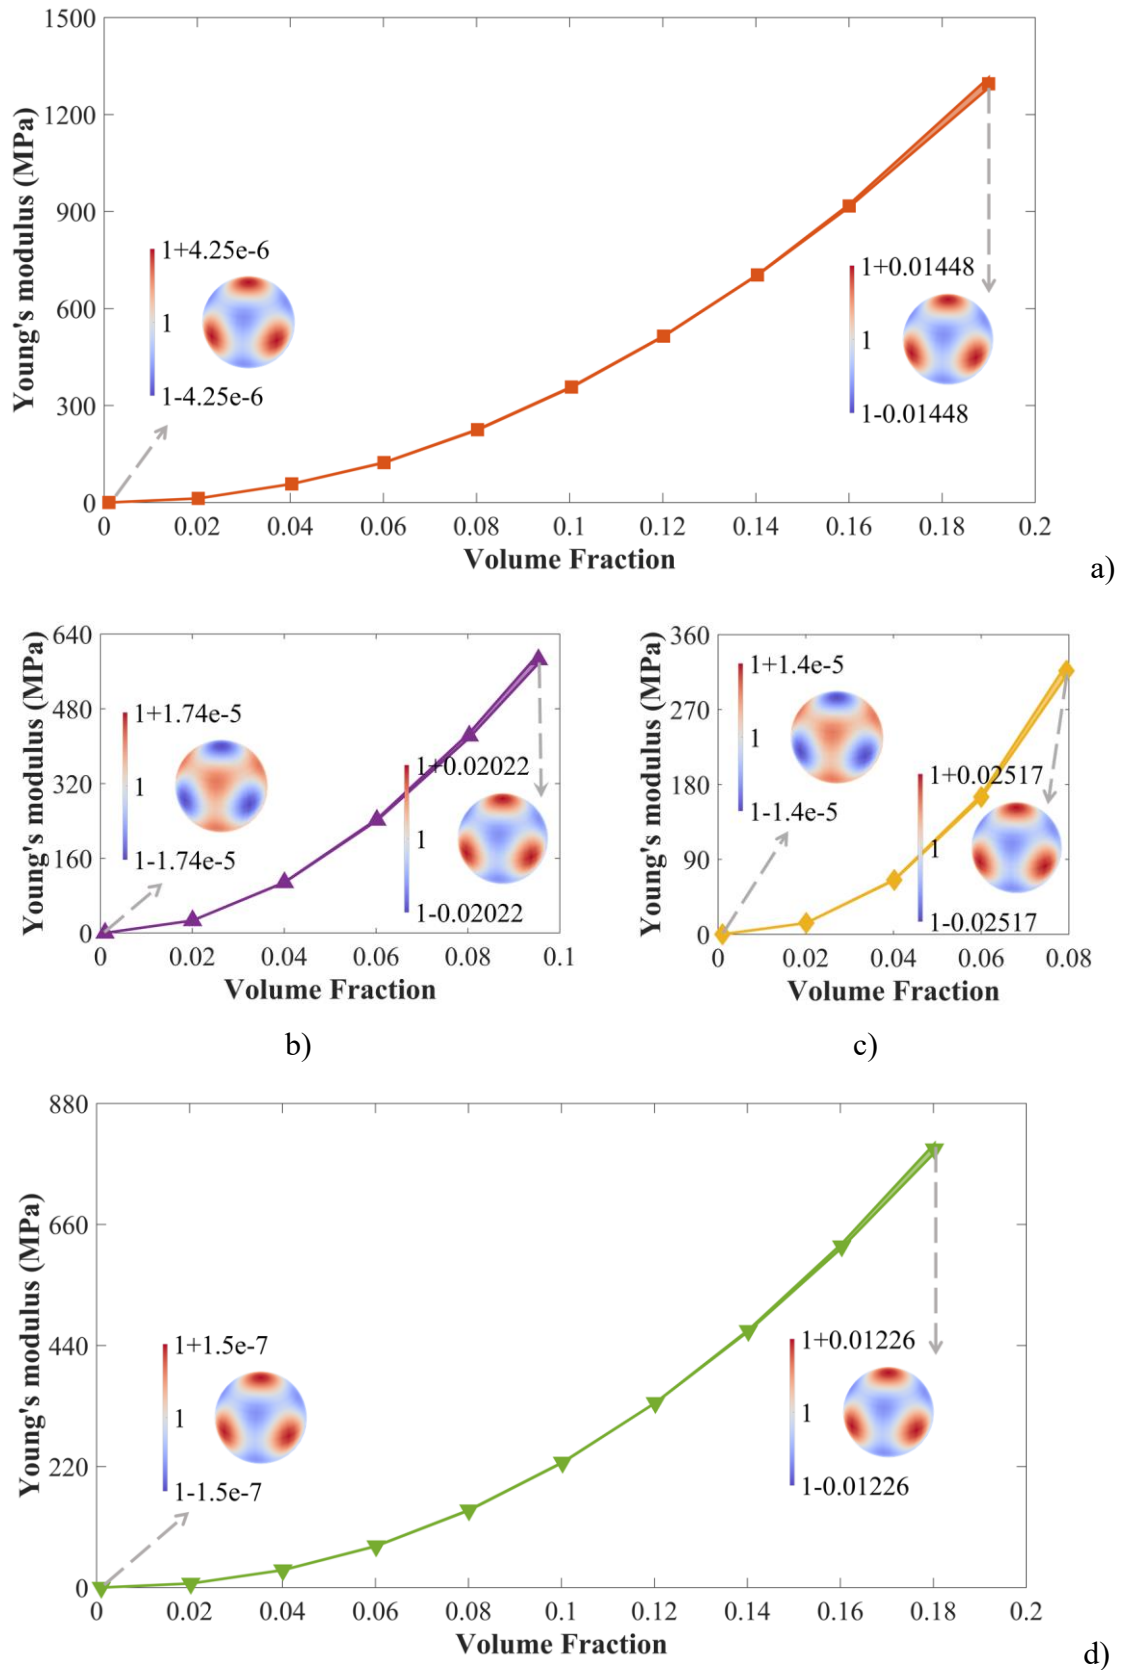 1500
1200
900
600
300
0
Young's modulus (MPa)
1+4.25e-6
1
1-4.25e-6
1+0.01448
1
1-0.01448
0 0.02 0.04 0.06 0.08 0.1 0.12 0.14 0.16 0.18 0.2
Volume Fraction
a)
640
480
320
160
0
Young's modulus (MPa)
1+1.74e-5
1
1-1.74e-5
1+0.02022
1
1-0.02022
0 0.02 0.04 0.06 0.08 0.1
Volume Fraction
b)
360
270
180
90
0
Young's modulus (MPa)
1+1.4e-5
1
1-1.4e-5
1+0.02517
1
1-0.02517
0 0.02 0.04 0.06 0.08
Volume Fraction
c)
880
660
440
220
0
Young's modulus (MPa)
1+1.5e-7
1
1-1.5e-7
1+0.01226
1
1-0.01226
0 0.02 0.04 0.06 0.08 0.1 0.12 0.14 0.16 0.18 0.2
Volume Fraction
d)